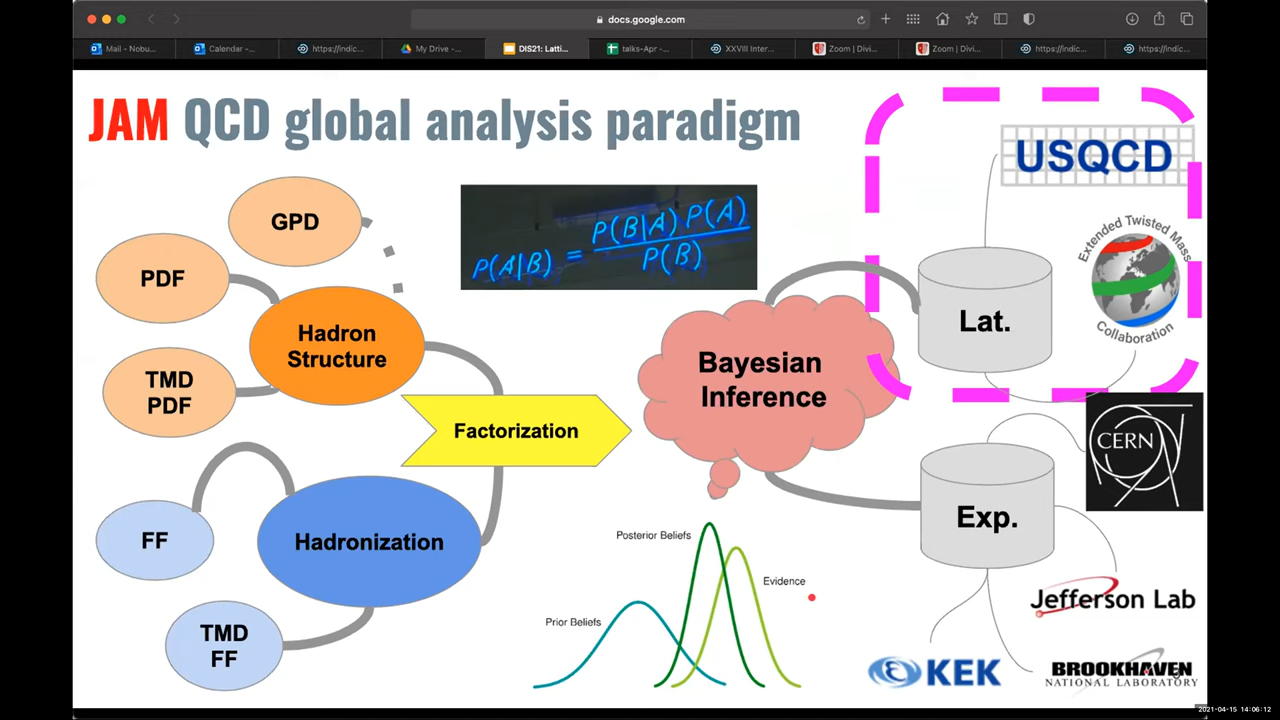 docs.google.com
Mail - Nobu...
Calendar -...
https://indic...
My Drive -...
DIS21: Latti...
talks-Apr -...
XXVIII Inter...
Zoom | Divi...
Zoom | Divi...
https://indic...
https://indic...
JAM QCD global analysis paradigm
USQCD
GPD
P(A|B) = P(B|A) P(A)
P(B)
PDF
Extended Twisted Mass
Collaboration
Hadron
Structure
Lat.
TMD
PDF
Bayesian
Inference
Factorization
CERN
FF
Hadronization
Exp.
Posterior Beliefs
Evidence
Prior Beliefs
Jefferson Lab
TMD
FF
KEK
BROOKHAVEN
NATIONAL LABORATORY
2021-04-15 14:06:12